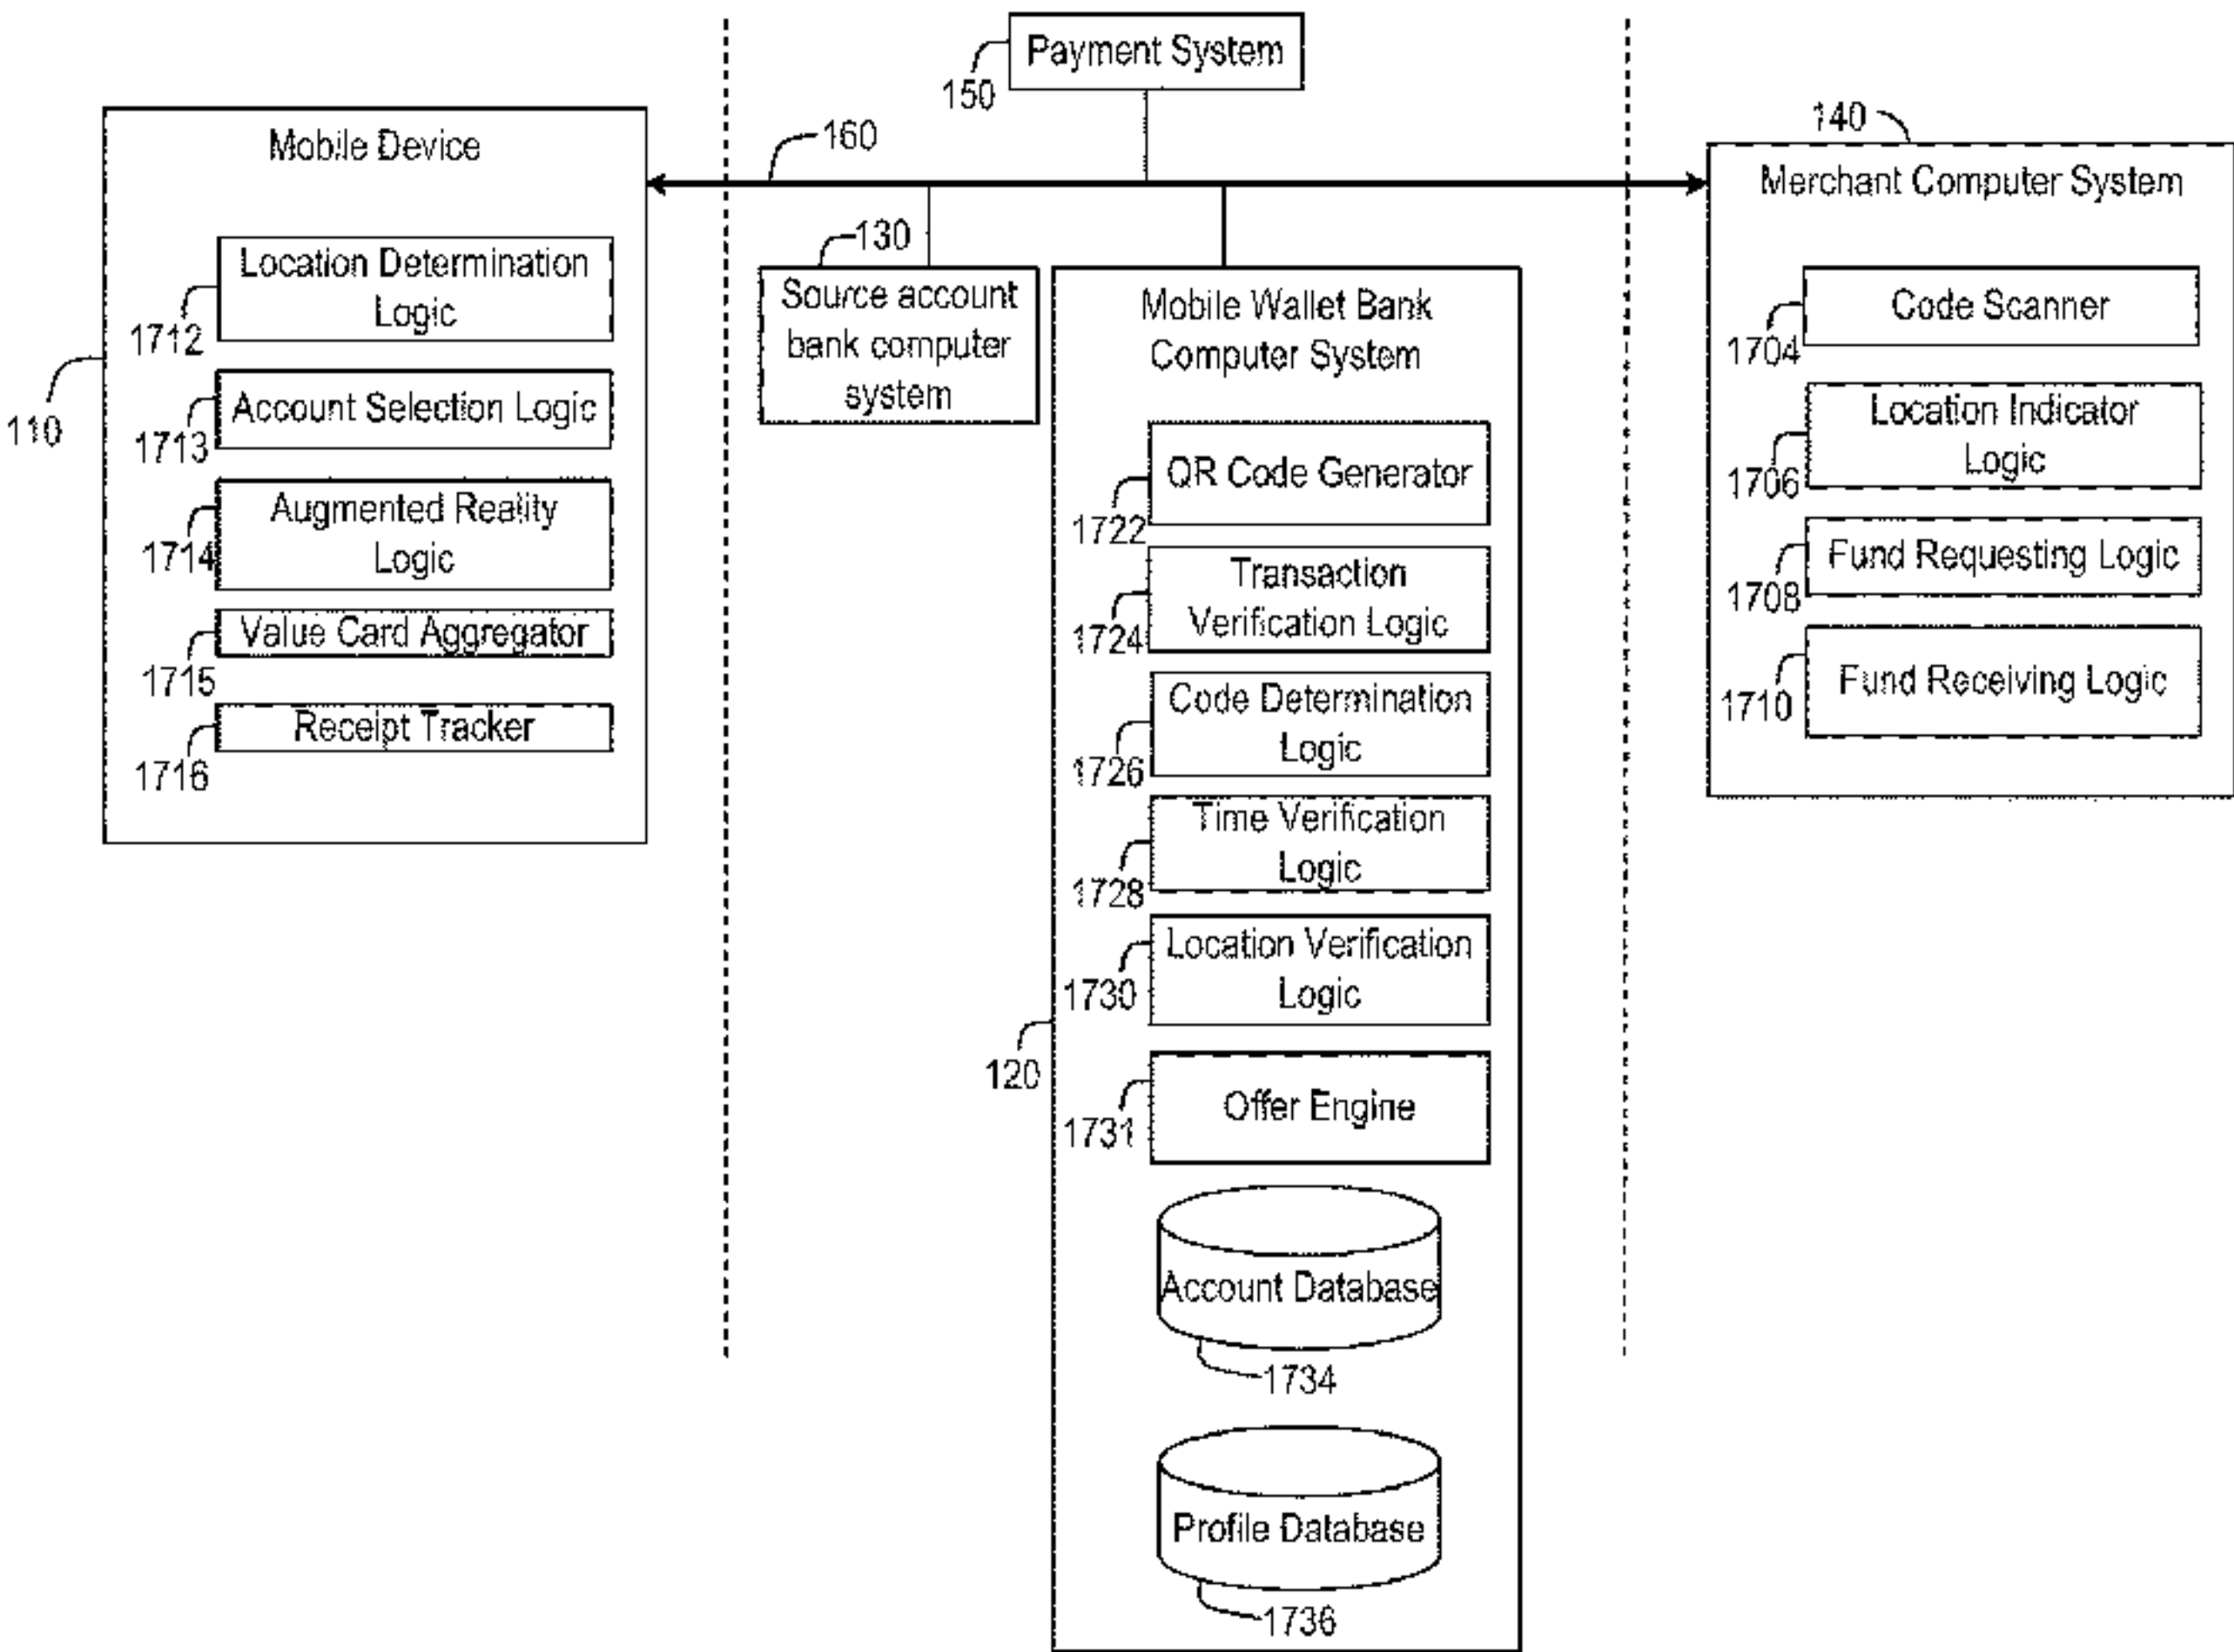 Payment System
150
160
Mobile Device
Location Determination
Logic
1712
Account Selection Logic
1713
110
Augmented Reality
Logic
1714
Value Card Aggregator
1715
Receipt Tracker
1716
130
Source account
bank computer
system
Mobile Wallet Bank
Computer System
QR Code Generator
1722
Transaction
Verification Logic
1724
Code Determination
Logic
1726
Time Verification
Logic
1728
Location Verification
Logic
1730
120
Offer Engine
1731
Account Database
1734
Profile Database
1736
140
Merchant Computer System
Code Scanner
1704
Location Indicator
Logic
1706
Fund Requesting Logic
1708
Fund Receiving Logic
1710